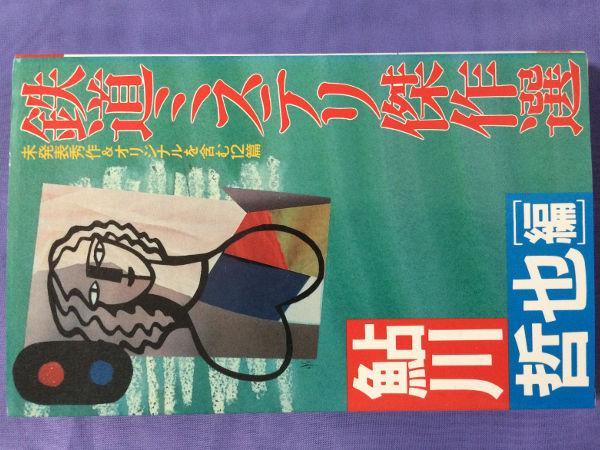 鉄道ミステリ傑作選
未発表秀作&オリジナルを含む12篇
鮎川
哲也[編]